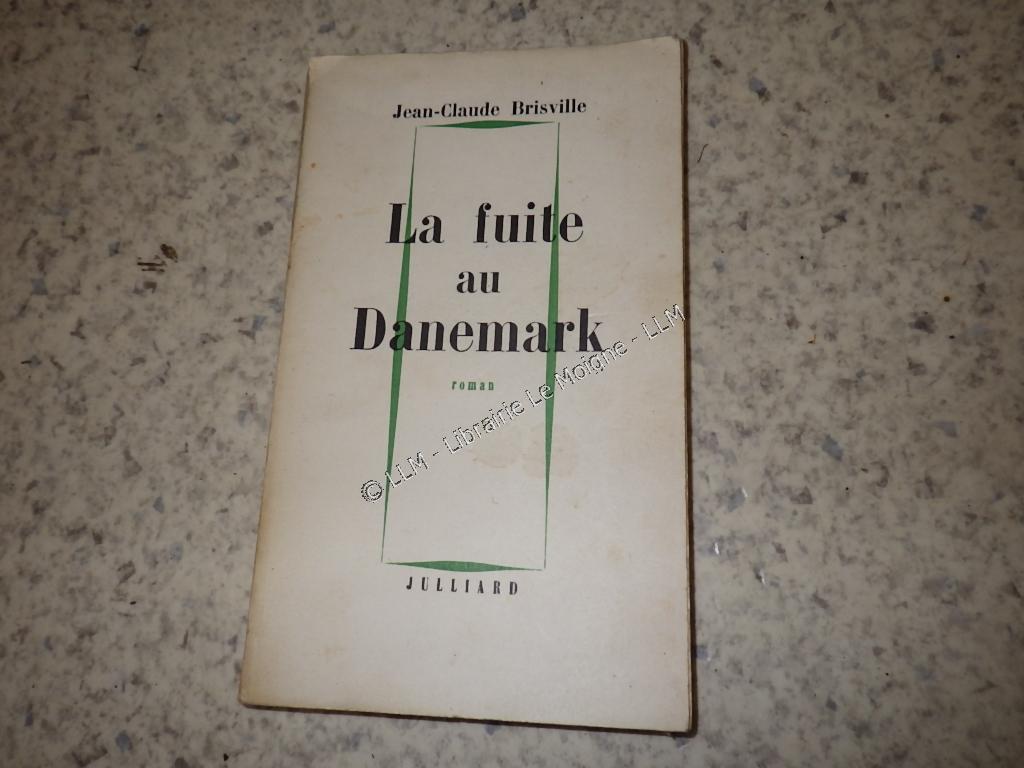 Jean-Claude Brisville
La fuite
au
Danemark
roman
© LLM - Librairie Le Moigne - LLM
JULLIARD